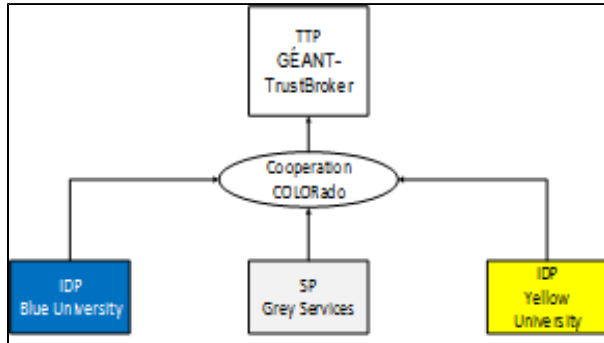 TTP
GÉANT-
TrustBroker
Cooperation
COLORado
IDP
Blue University
SP
Grey Services
IDP
Yellow
University